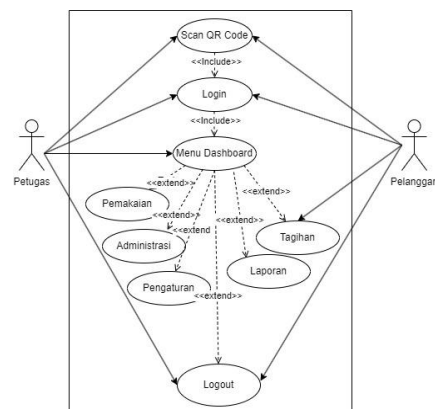 Scan QR Code
<<Include>>
Login
<<Include>>
Menu Dashboard
Petugas
Pelanggan
<<extend>>
<<extend>>
Pemakaian
<<extend>>
<<extend
<<extend>>
Administrasi
Tagihan
Pengaturan
Laporan
<<extend>>
Logout